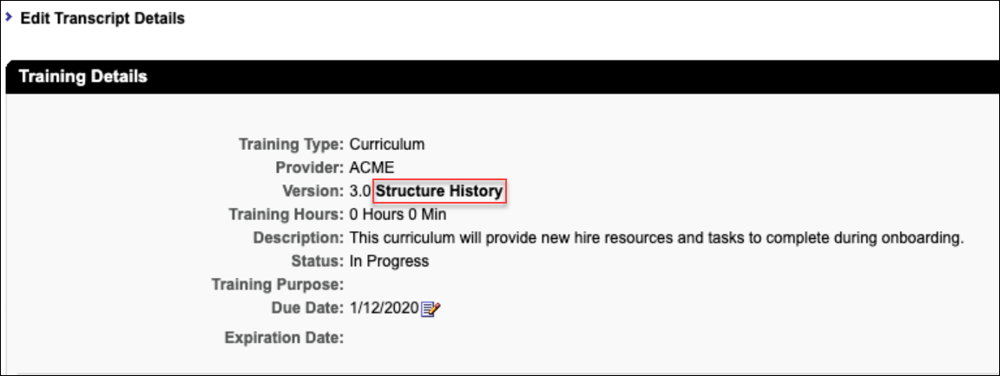 Edit Transcript Details
Training Details
Training Type: Curriculum
Provider: ACME
Version: 3.0 Structure History
Training Hours: 0 Hours 0 Min
Description: This curriculum will provide new hire resources and tasks to complete during onboarding.
Status: In Progress
Training Purpose:
Due Date: 1/12/2020
Expiration Date: